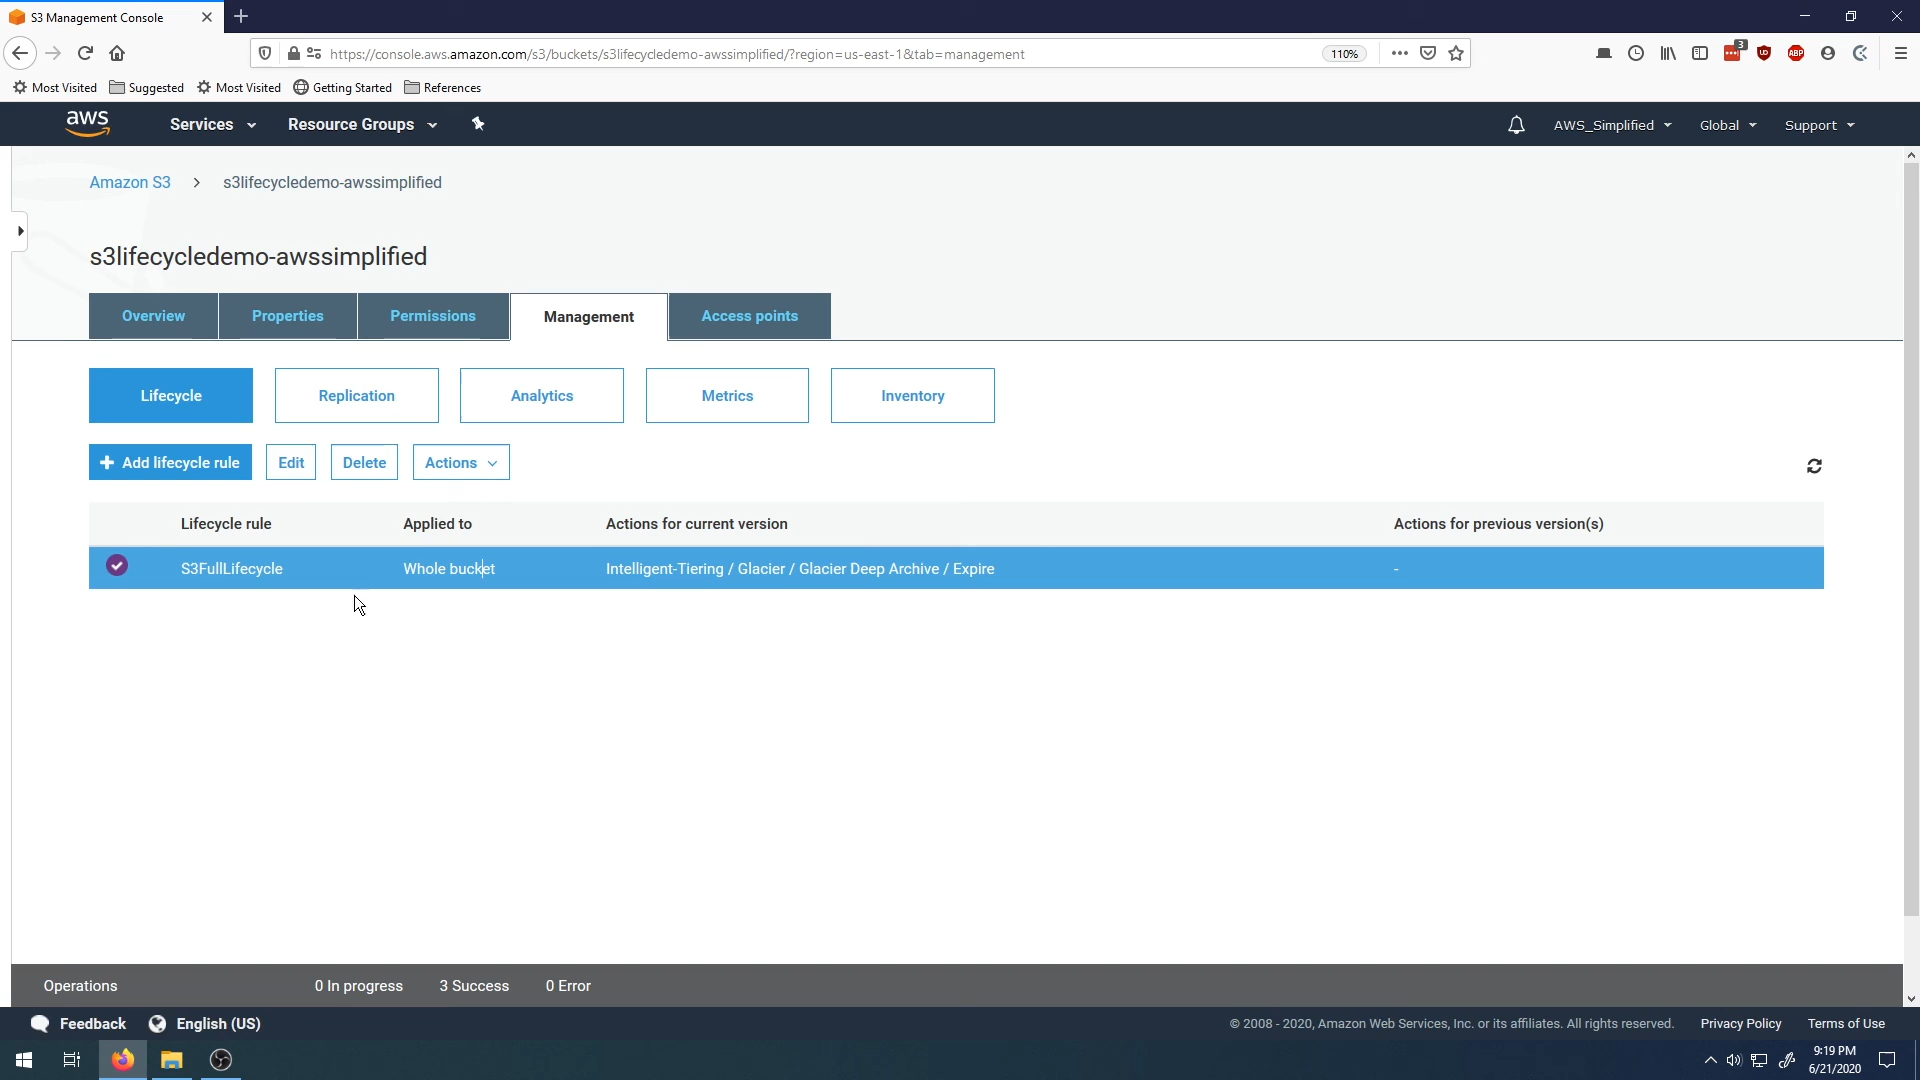 S3 Management Console
https://console.aws.amazon.com/s3/buckets/s3lifecycledemo-awssimplified/?region=us-east-1&tab=management
110%
3
ABP
Most Visited
Suggested
Most Visited
Getting Started
References
aws
Services
Resource Groups
AWS_Simplified
Global
Support
Amazon S3 > s3lifecycledemo-awssimplified
s3lifecycledemo-awssimplified
Overview
Properties
Permissions
Management
Access points
Lifecycle
Replication
Analytics
Metrics
Inventory
+ Add lifecycle rule
Edit
Delete
Actions
Lifecycle rule
Applied to
Actions for current version
Actions for previous version(s)
S3FullLifecycle
Whole bucket
Intelligent-Tiering / Glacier / Glacier Deep Archive / Expire
-
Operations
0 In progress
3 Success
0 Error
Feedback
English (US)
© 2008 - 2020, Amazon Web Services, Inc. or its affiliates. All rights reserved.
Privacy Policy
Terms of Use
9:19 PM
6/21/2020